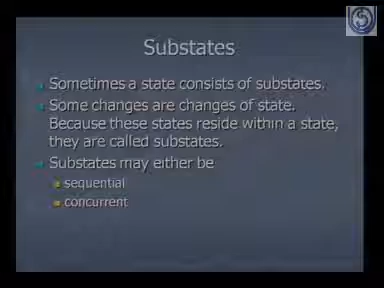 Substates
Sometimes a state consists of substates.
Some changes are changes of state.
Because these states reside within a state,
they are called substates.
Substates may either be
sequential
concurrent